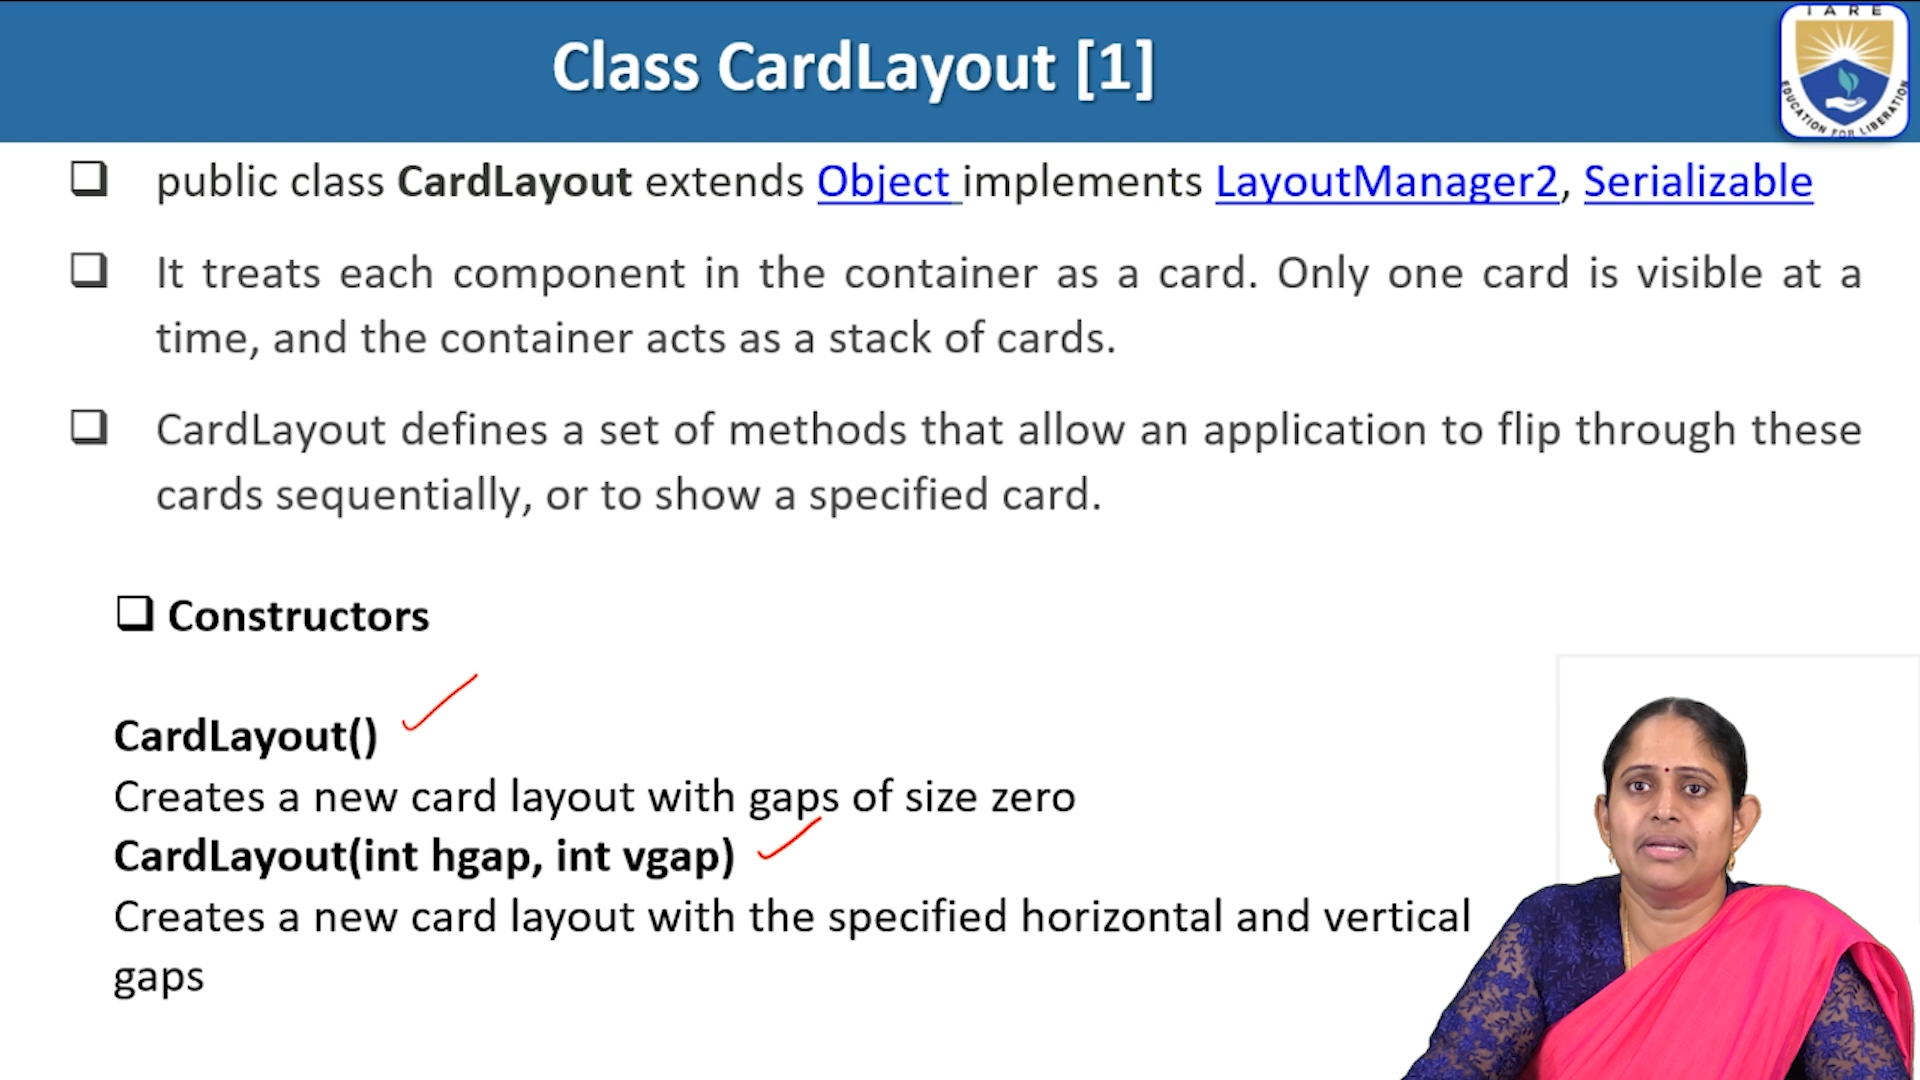 Class CardLayout [1]
IARE
EDUCATION FOR LIBERATION
public class CardLayout extends Object implements LayoutManager2, Serializable
It treats each component in the container as a card. Only one card is visible at a
time, and the container acts as a stack of cards.
CardLayout defines a set of methods that allow an application to flip through these
cards sequentially, or to show a specified card.
Constructors
CardLayout()
Creates a new card layout with gaps of size zero
CardLayout(int hgap, int vgap)
Creates a new card layout with the specified horizontal and vertical
gaps